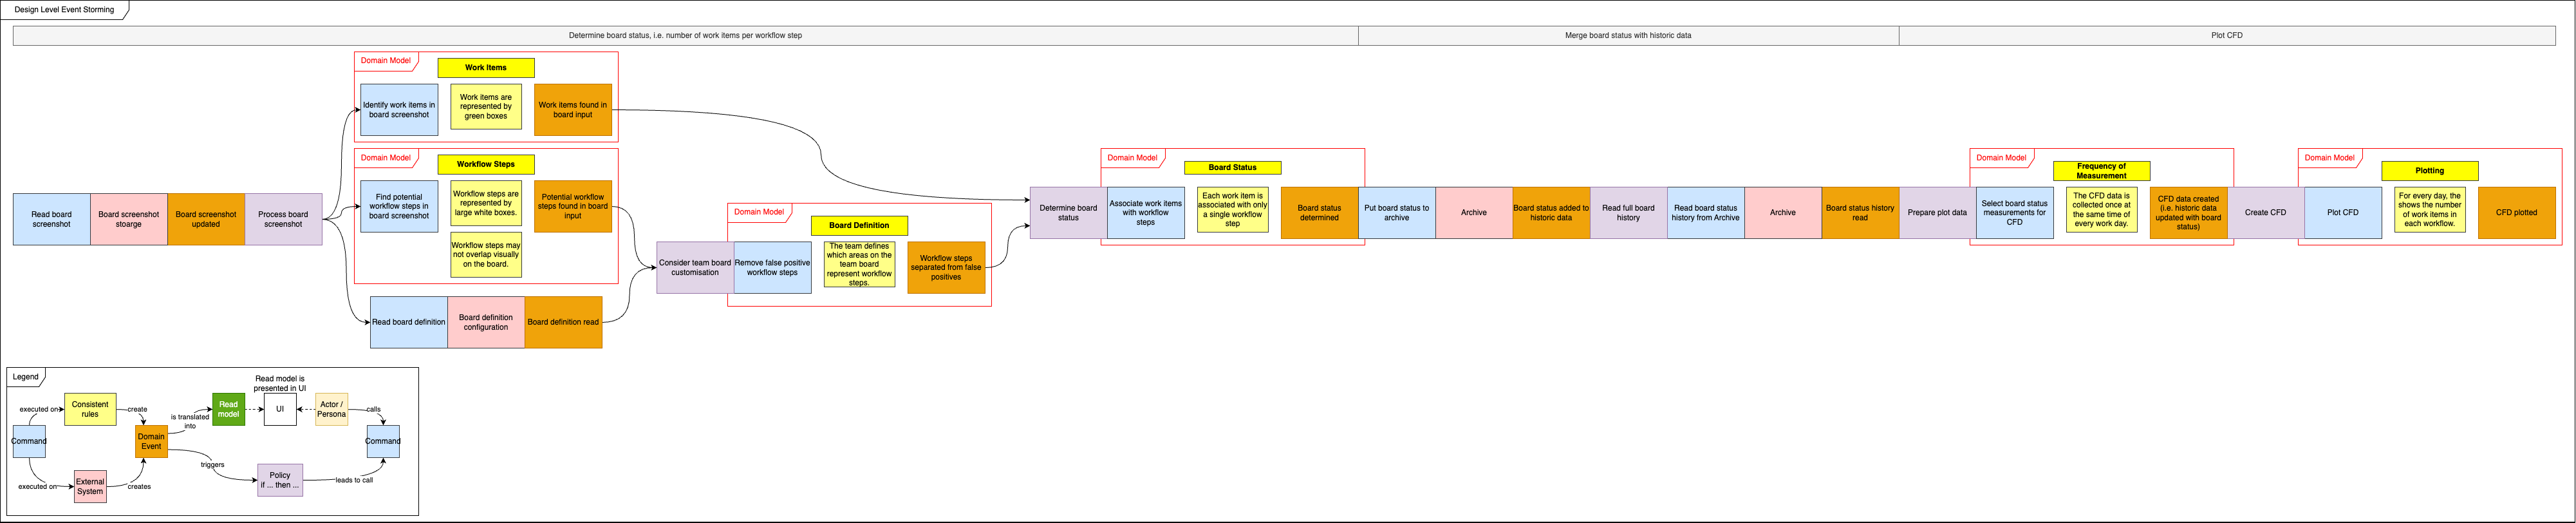 Design Level Event Storming
Determine board status, i.e. number of work items per workflow step
Merge board status with historic data
Plot CFD
Domain Model
Work Items
Identify work items in
board screenshot
Work items are
represented by
green boxes
Work items found in
board input
Domain Model
Workflow Steps
Find potential
workflow steps in
board screenshot
Workflow steps are
represented by
large white boxes.
Workflow steps may
not overlap visually
on the board.
Potential workflow
steps found in board
input
Read board
screenshot
Board screenshot
stoarge
Board screenshot
updated
Process board
screenshot
Read board definition
Board definition
configuration
Board definition read
Consider team board
customisation
Domain Model
Board Definition
Remove false positive
workflow steps
The team defines
which areas on the
team board
represent workflow
steps.
Workflow steps
separated from false
positives
Determine board
status
Domain Model
Board Status
Associate work items
with workflow
steps
Each work item is
associated with only
a single workflow
step
Board status
determined
Put board status to
archive
Archive
Board status added to
historic data
Read full board
history
Read board status
history from Archive
Archive
Board status history
read
Prepare plot data
Domain Model
Frequency of
Measurement
Select board status
measurements for
CFD
The CFD data is
collected once at
the same time of
every work day.
CFD data created
(i.e. historic data
updated with board
status)
Create CFD
Domain Model
Plotting
Plot CFD
For every day, the
shows the number
of work items in
each workflow.
CFD plotted
Legend
Command
executed on
Consistent
rules
create
executed on
External
System
creates
Domain
Event
is translated
into
Read
model
Read model is
presented in UI
UI
Actor /
Persona
calls
Command
triggers
Policy
if ... then ...
leads to call